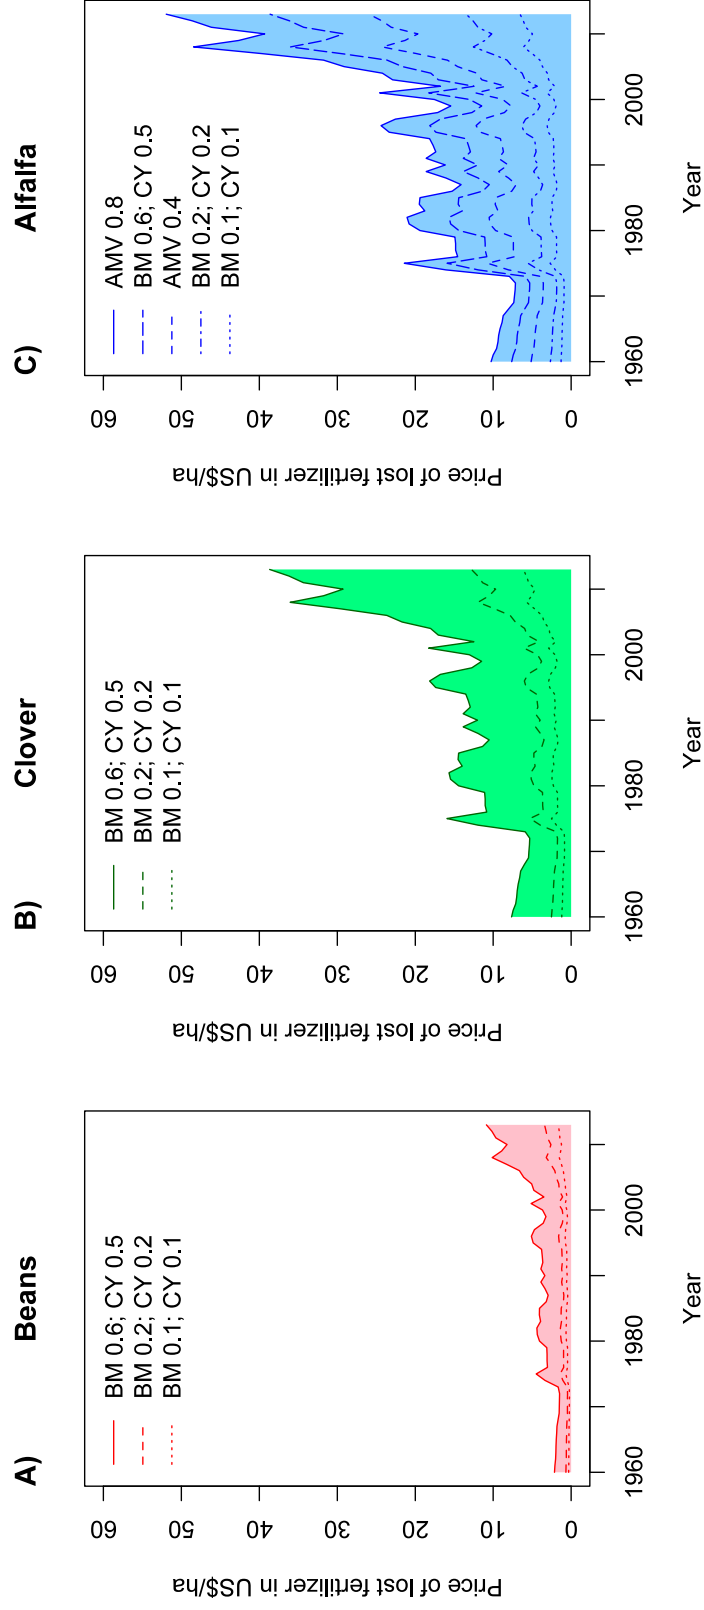 A) Beans
BM 0.6; CY 0.5
BM 0.2; CY 0.2
BM 0.1; CY 0.1
Price of lost fertilizer in US$/ha
0 10 20 30 40 50 60
1960 1980 2000
Year
B) Clover
BM 0.6; CY 0.5
BM 0.2; CY 0.2
BM 0.1; CY 0.1
Price of lost fertilizer in US$/ha
0 10 20 30 40 50 60
1960 1980 2000
Year
C) Alfalfa
AMV 0.8
BM 0.6; CY 0.5
AMV 0.4
BM 0.2; CY 0.2
BM 0.1; CY 0.1
Price of lost fertilizer in US$/ha
0 10 20 30 40 50 60
1960 1980 2000
Year